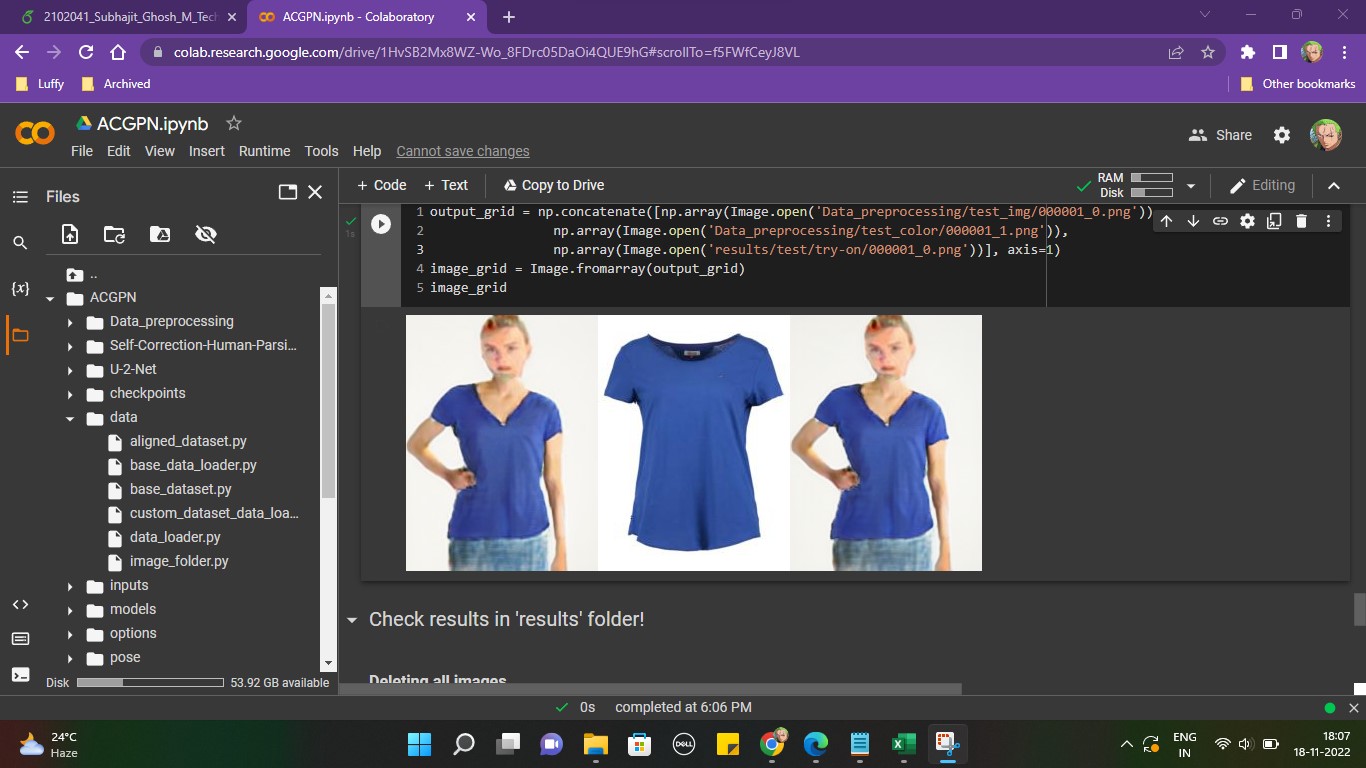 2102041_Subhajit_Ghosh_M_Tech
ACGPN.ipynb - Colaboratory
colab.research.google.com/drive/1HvSB2Mx8WZ-Wo_8FDrc05DaOi4QUE9hG#scrollTo=f5FWfCeyJ8VL
Luffy
Archived
Other bookmarks
ACGPN.ipynb
File Edit View Insert Runtime Tools Help Cannot save changes
Share
Files
+ Code + Text
Copy to Drive
RAM
Disk
Editing
{x}
..
ACGPN
Data_preprocessing
Self-Correction-Human-Parsi...
U-2-Net
checkpoints
data
aligned_dataset.py
base_data_loader.py
base_dataset.py
custom_dataset_data_loa...
data_loader.py
image_folder.py
inputs
models
options
pose
Disk
53.92 GB available
1s
1 output_grid = np.concatenate([np.array(Image.open('Data_preprocessing/test_img/000001_0.png'))
2 np.array(Image.open('Data_preprocessing/test_color/000001_1.png')),
3 np.array(Image.open('results/test/try-on/000001_0.png'))], axis=1)
4 image_grid = Image.fromarray(output_grid)
5 image_grid
Check results in 'results' folder!
Deleting all images
0s completed at 6:06 PM
24°C
Haze
DELL
ENG
IN
18:07
18-11-2022